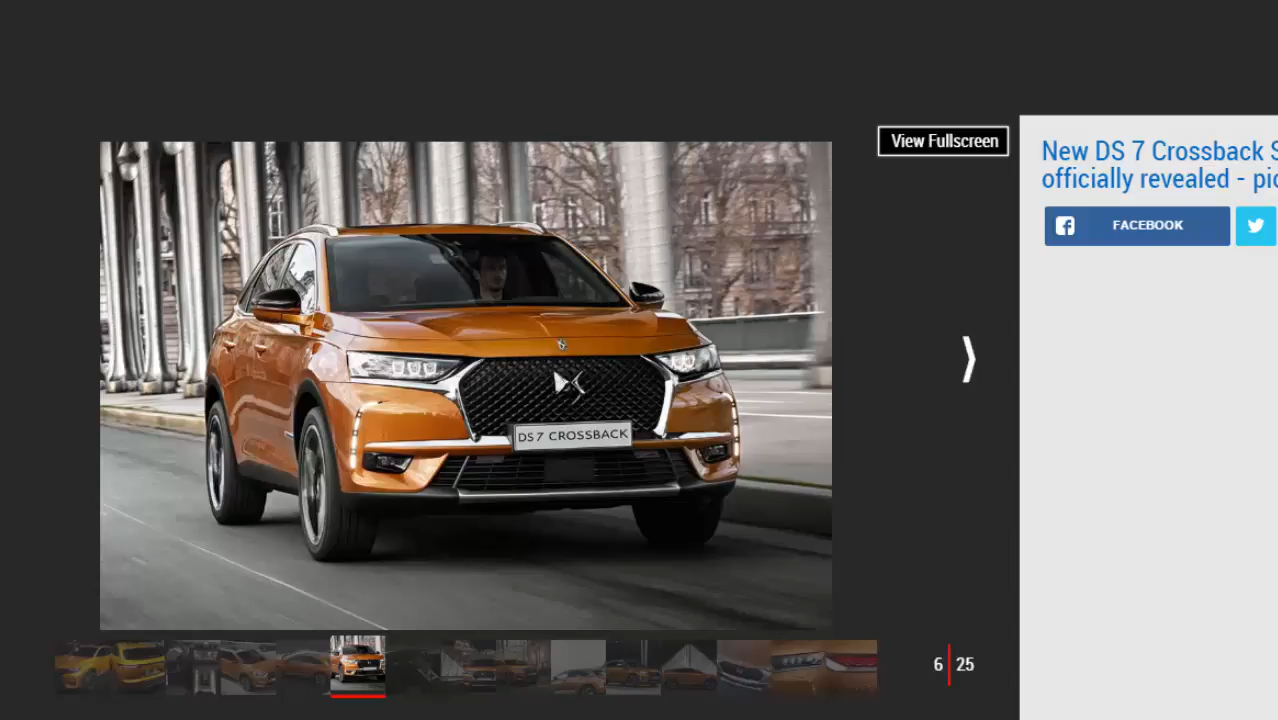 View Fullscreen
New DS 7 Crossback S
officially revealed - pic
FACEBOOK
DS 7 CROSSBACK
6 25